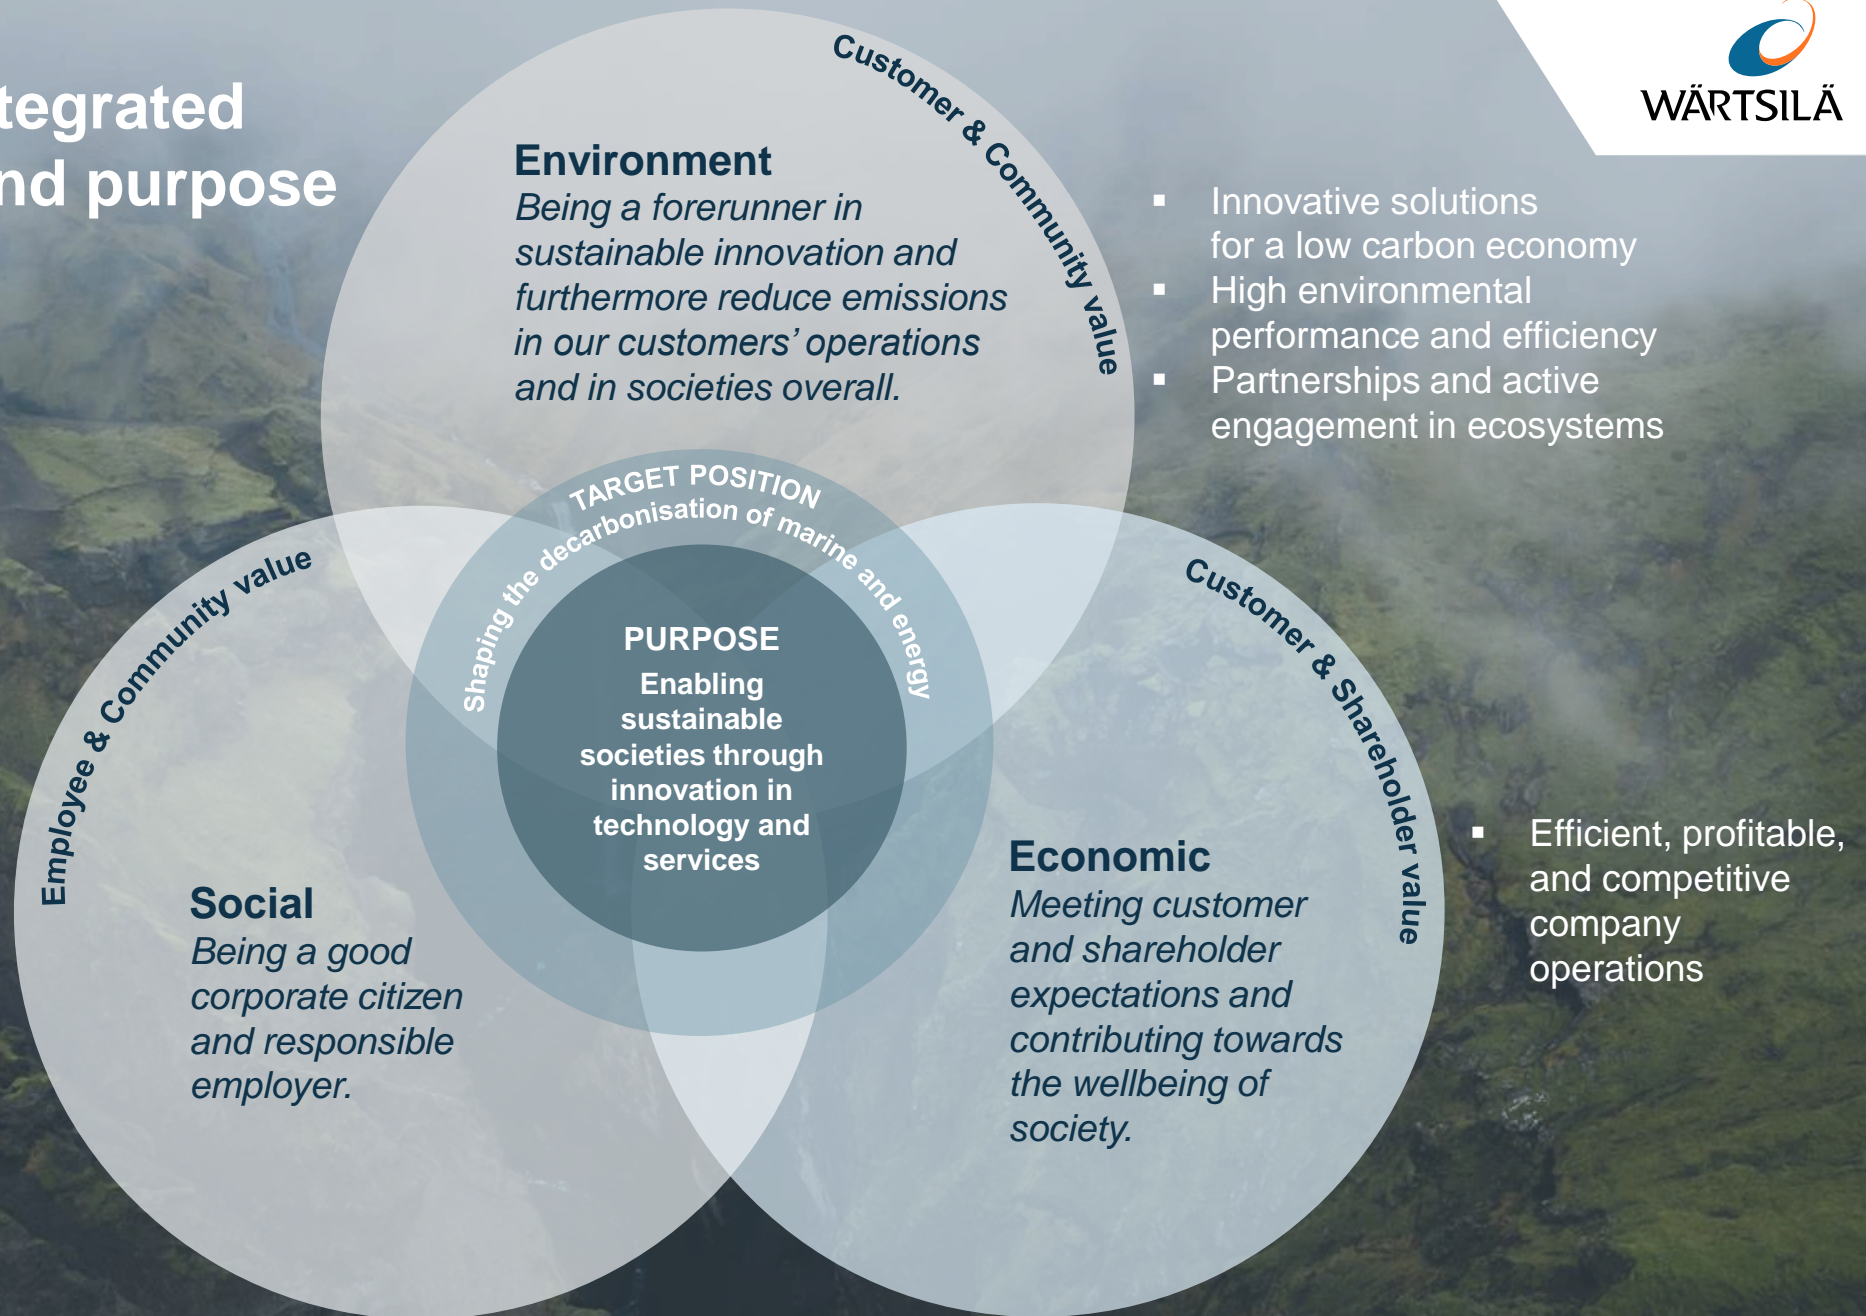 tegrated
nd purpose
WÄRTSILÄ
Customer & Community value
Environment
Being a forerunner in
sustainable innovation and
furthermore reduce emissions
in our customers’ operations
and in societies overall.
▪ Innovative solutions
for a low carbon economy
▪ High environmental
performance and efficiency
▪ Partnerships and active
engagement in ecosystems
TARGET POSITION
Shaping the decarbonisation of marine and energy
PURPOSE
Enabling
sustainable
societies through
innovation in
technology and
services
Employee & Community value
Social
Being a good
corporate citizen
and responsible
employer.
Customer & Shareholder value
Economic
Meeting customer
and shareholder
expectations and
contributing towards
the wellbeing of
society.
▪ Efficient, profitable,
and competitive
company
operations